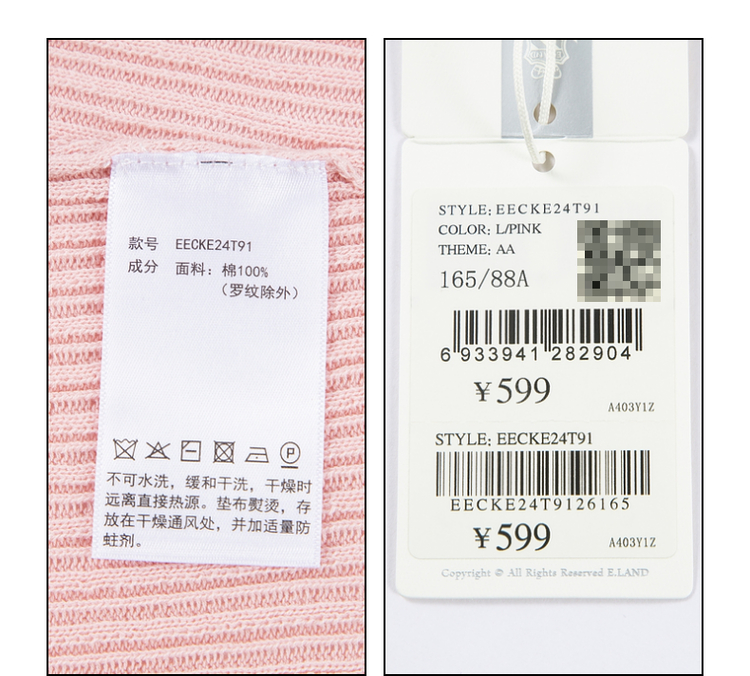 款号 EECKE24T91
成分 面料：棉100%
（罗纹除外）
P
不可水洗，缓和干洗，干燥时
远离直接热源。垫布熨烫，存
放在干燥通风处，并加适量防
蛀剂。
STYLE: EECKE24T91
COLOR: L/PINK
THEME: AA
165/88A
6 933941 282904
¥599
A403Y1Z
STYLE: EECKE24T91
EECKE24T9126165
¥599
A403Y1Z
Copyright © All Rights Reserved E.LAND